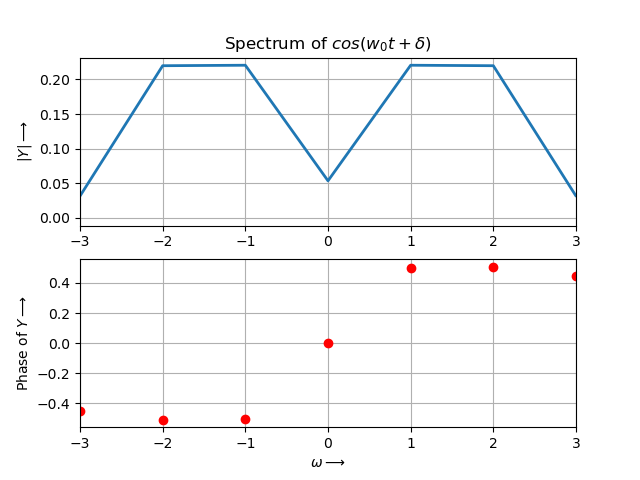 Spectrum of cos(w₀t + δ)
|Y| ⟶
0.20
0.15
0.10
0.05
0.00
−3 −2 −1 0 1 2 3
Phase of Y ⟶
0.4
0.2
0.0
−0.2
−0.4
−3 −2 −1 0 1 2 3
ω ⟶